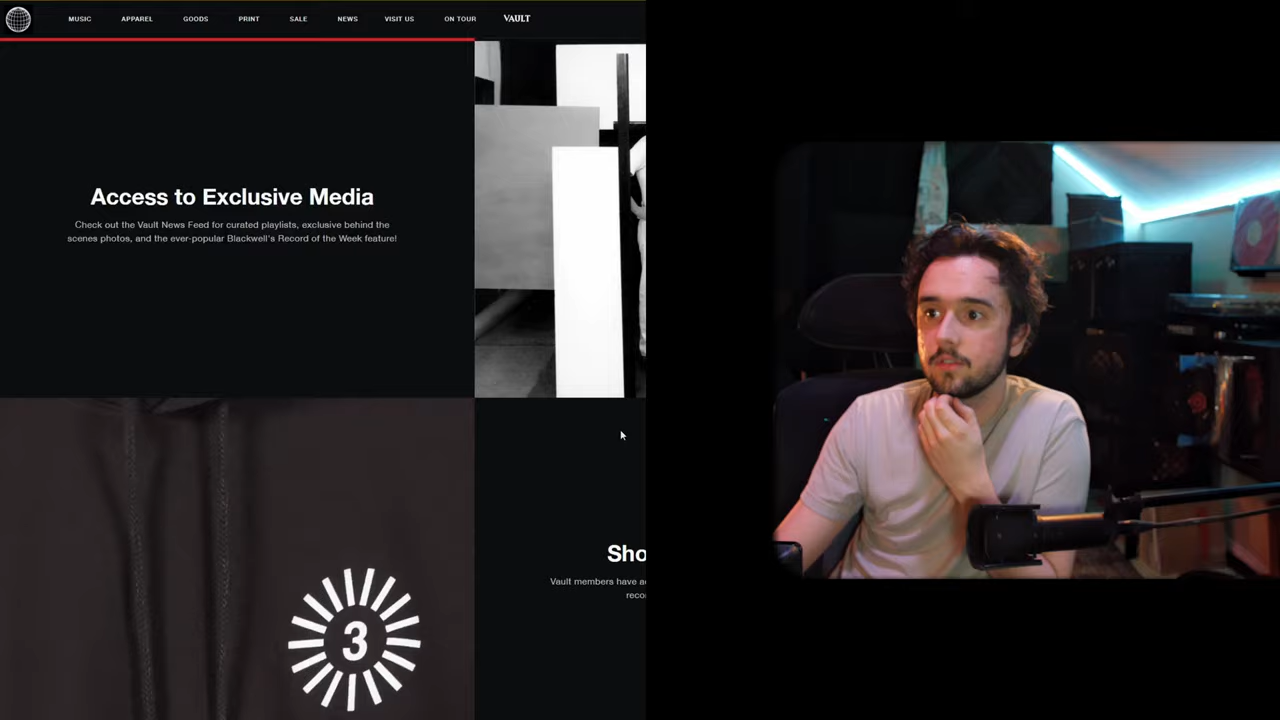 MUSIC APPAREL GOODS PRINT SALE NEWS VISIT US ON TOUR VAULT
Access to Exclusive Media
Check out the Vault News Feed for curated playlists, exclusive behind the
scenes photos, and the ever-popular Blackwell's Record of the Week feature!
3
Sho
Vault members have a
reco